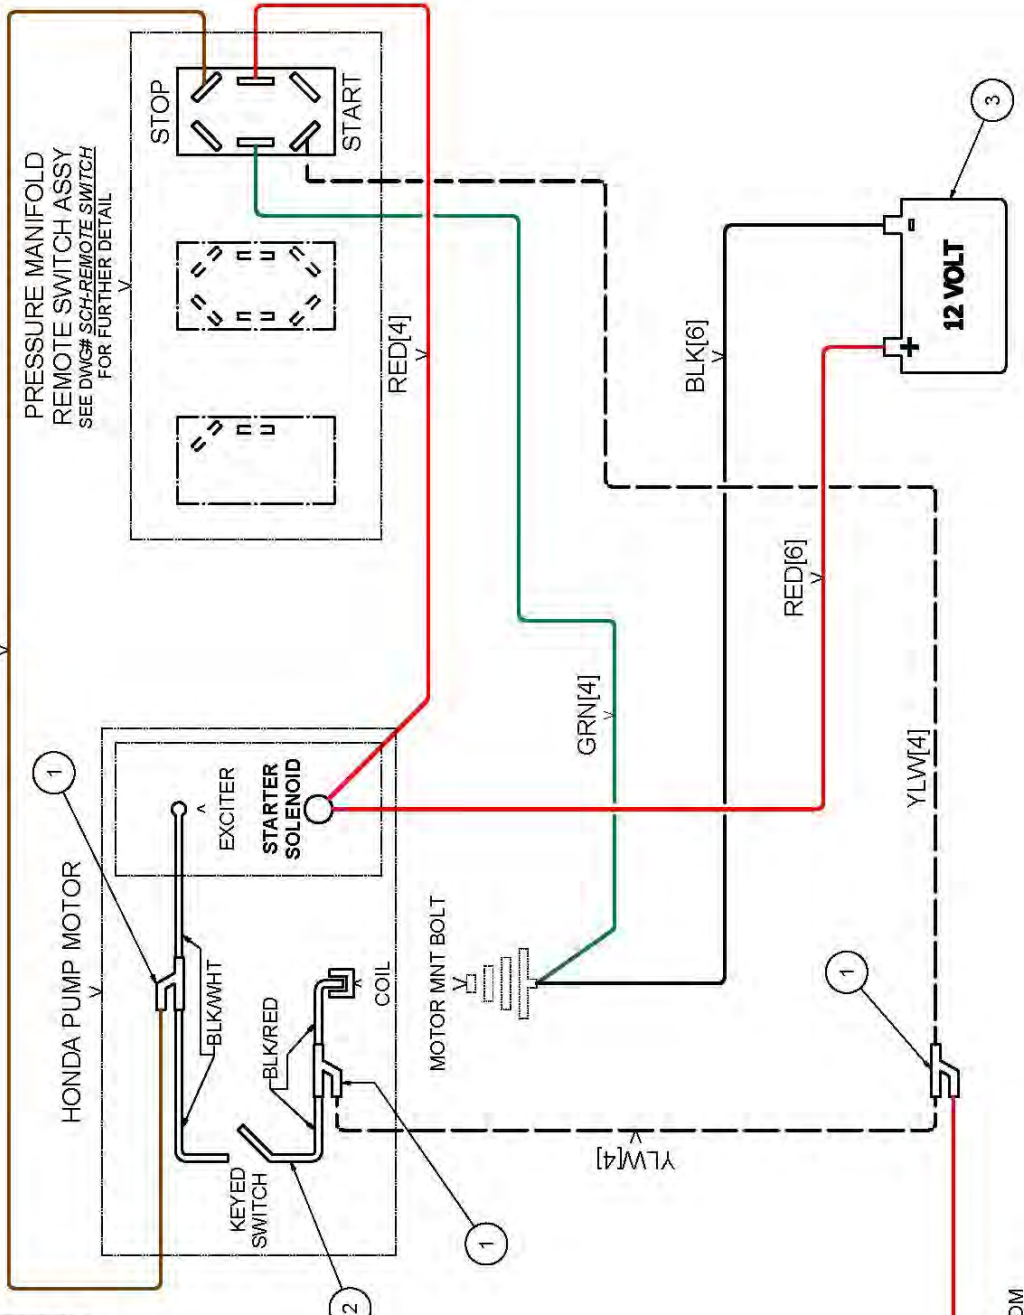 PRESSURE MANIFOLD
REMOTE SWITCH ASSY
SEE DWG# SCH-REMOTE SWITCH
FOR FURTHER DETAIL
STOP
START
RED[4]
BLK[6]
3
-
+
12 VOLT
RED[6]
GRN[4]
YLW[4]
HONDA PUMP MOTOR
1
EXCITER
STARTER
SOLENOID
BLK/WHT
BLK/RED
COIL
KEYED
SWITCH
MOTOR MNT BOLT
1
YLW[4]
1
2
OM